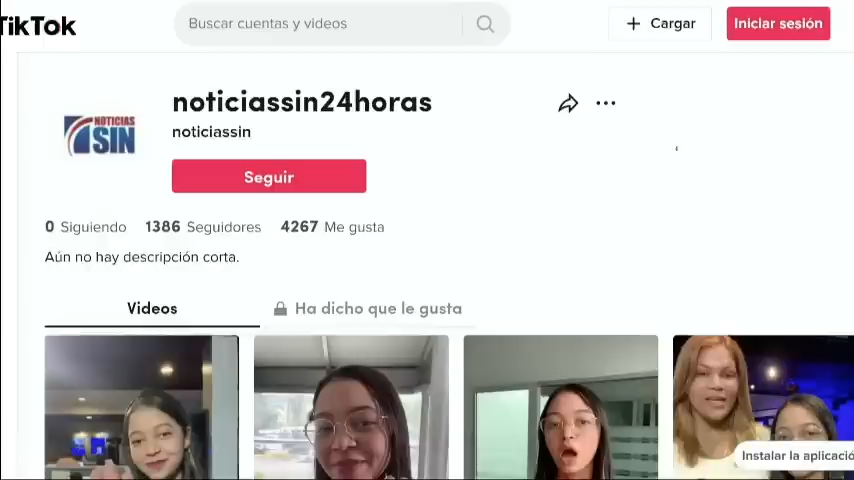 TikTok
Buscar cuentas y videos
+ Cargar
Iniciar sesión
noticiassin24horas
NOTICIAS
SIN
noticiassin
Seguir
0 Siguiendo 1386 Seguidores 4267 Me gusta
Aún no hay descripción corta.
Videos
Ha dicho que le gusta
Instalar la aplicació